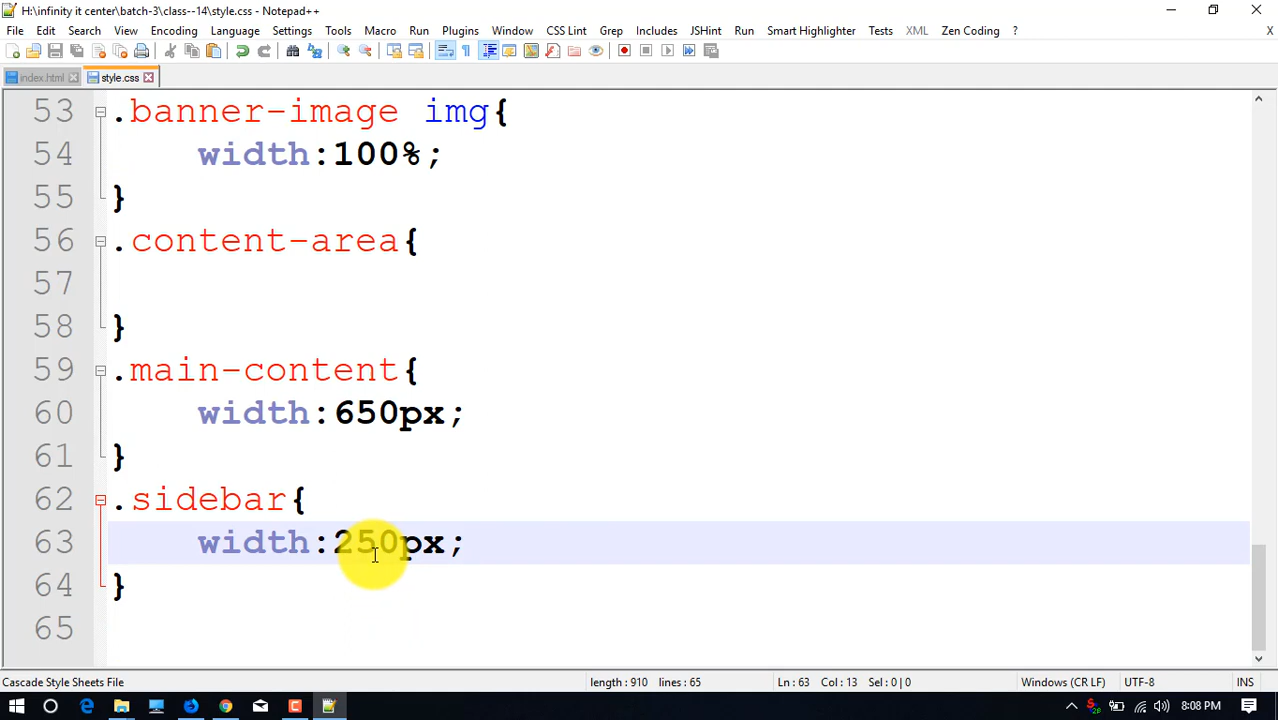 H:\infinity it center\batch-3\class--14\style.css - Notepad++
File Edit Search View Encoding Language Settings Tools Macro Run Plugins Window CSS Lint Grep Includes JSHint Run Smart Highlighter Tests XML Zen Coding ? X
index.html style.css
53 .banner-image img{
54 width:100%;
55 }
56 .content-area{
57
58 }
59 .main-content{
60 width:650px;
61 }
62 .sidebar{
63 width:250px;
64 }
65
Cascade Style Sheets File length : 910 lines : 65 Ln : 63 Col : 13 Sel : 0 | 0 Windows (CR LF) UTF-8 INS
8:08 PM